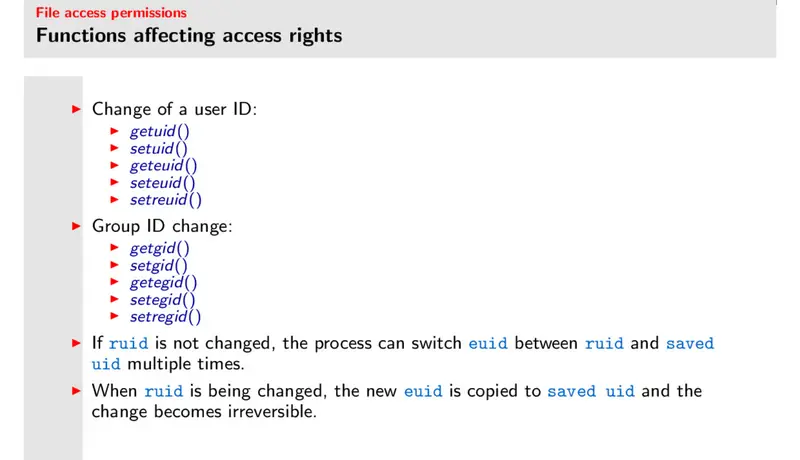 File access permissions
Functions affecting access rights
Change of a user ID:
getuid()
setuid()
geteuid()
seteuid()
setreuid()
Group ID change:
getgid()
setgid()
getegid()
setegid()
setregid()
If ruid is not changed, the process can switch euid between ruid and saved
uid multiple times.
When ruid is being changed, the new euid is copied to saved uid and the
change becomes irreversible.